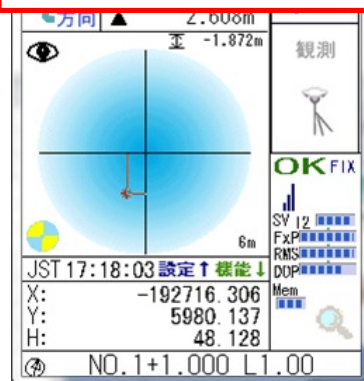 方向 ▲ 2.608m
-1.872m
観測
OK FIX
SV 12
FxP
RMS
DOP
6m
JST 17:18:03 設定↑ 機能↓
Mem
X: -192716.306
Y: 5980.137
H: 48.128
NO.1+1.000 L1.00